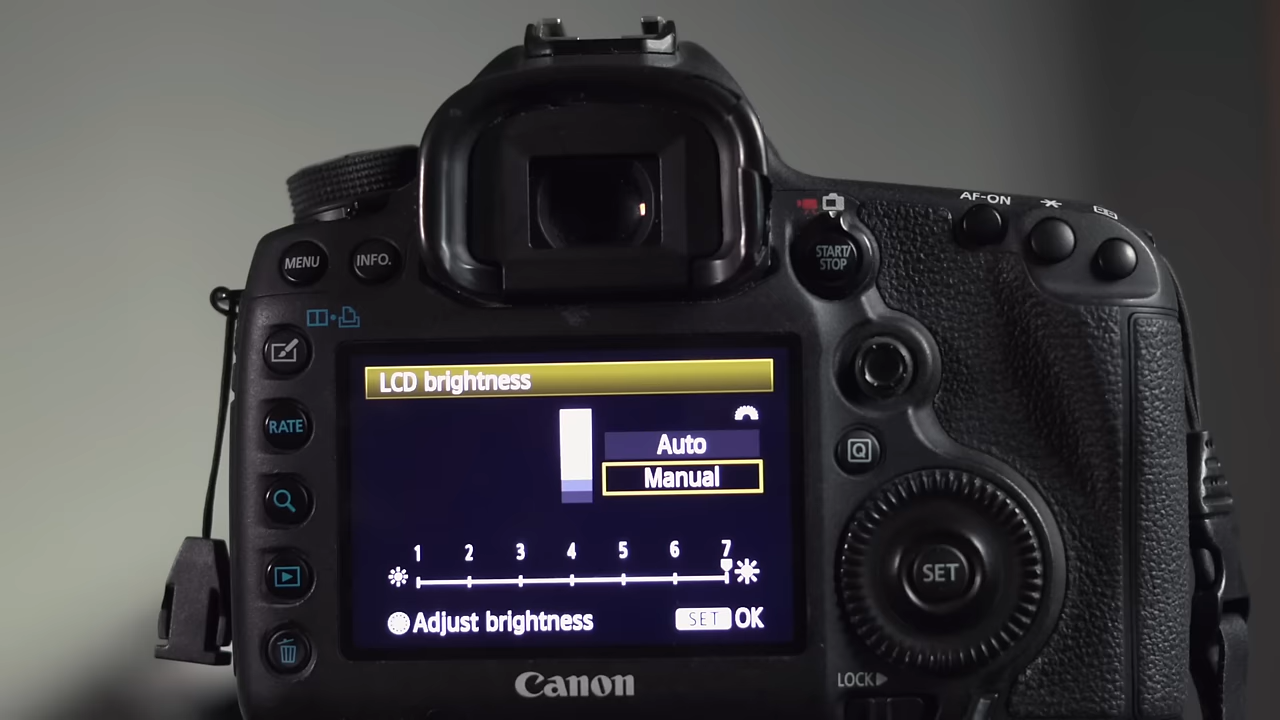 AF-ON
START/
STOP
MENU
INFO.
LCD brightness
Auto
RATE
Manual
Q
1 2 3 4 5 6 7
SET
Adjust brightness
SET OK
LOCK
Canon